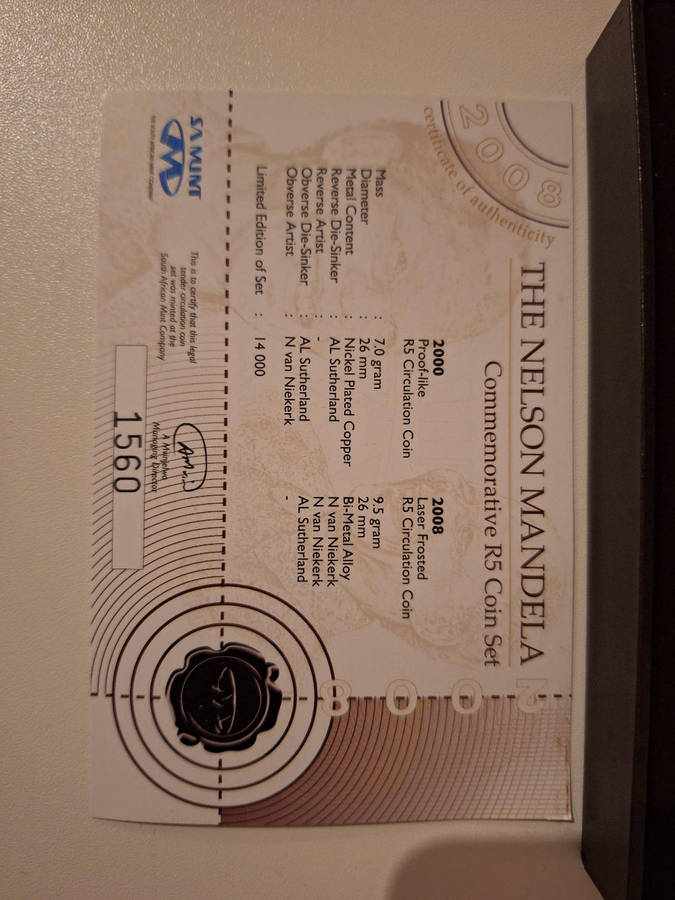 2008
certificate of authenticity
THE NELSON MANDELA
Commemorative R5 Coin Set
2000 2008
Proof-like Laser Frosted
R5 Circulation Coin R5 Circulation Coin
Mass : 7.0 gram 9.5 gram
Diameter : 26 mm 26 mm
Metal Content : Nickel Plated Copper Bi-Metal Alloy
Reverse Die-Sinker : AL Sutherland N van Niekerk
Reverse Artist : - N van Niekerk
Obverse Die-Sinker : AL Sutherland AL Sutherland
Obverse Artist : N van Niekerk -
Limited Edition of Set : 14 000
2008
SA MINT
THE SOUTH AFRICAN MINT COMPANY
This is to certify that this legal
tender circulation coin
set was minted at the
South African Mint Company
Managing Director
1560